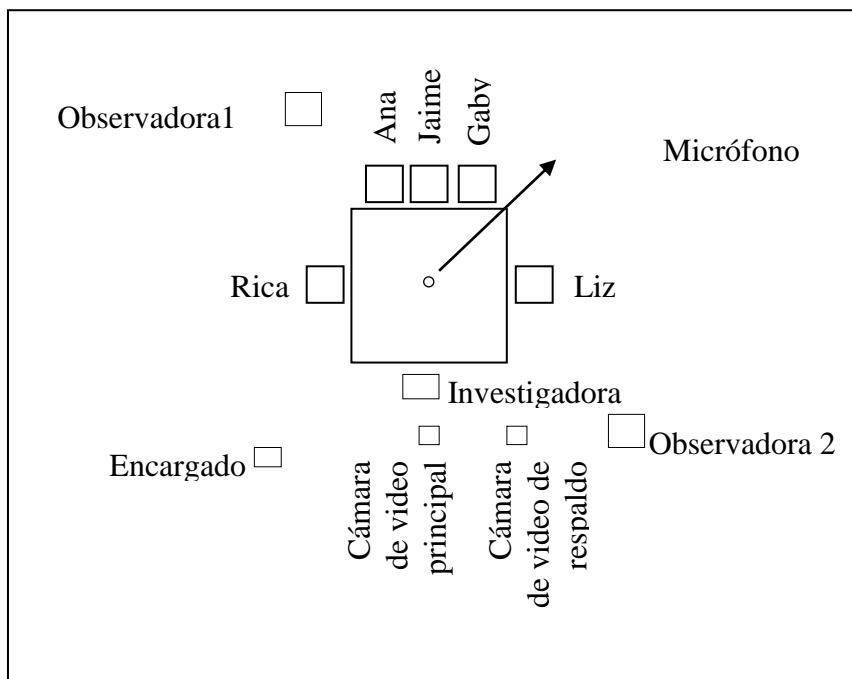 Observadora1
Ana
Jaime
Gaby
Micrófono
Rica
Liz
Investigadora
Encargado
Observadora 2
Cámara
de video
principal
Cámara
de video de
respaldo